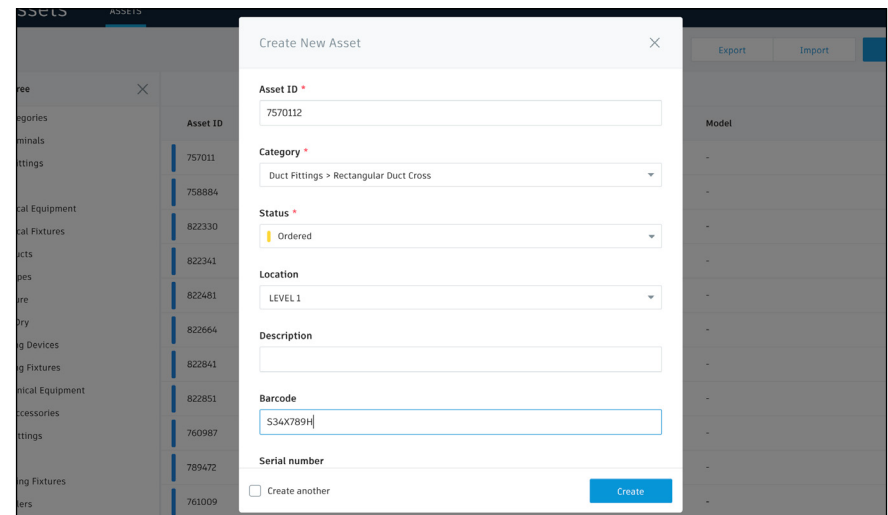 ssets ASSETS
Create New Asset
Export Import
ree
Asset ID *
7570112
egories
Asset ID Model
minals
ittings
757011 -
Category *
Duct Fittings > Rectangular Duct Cross
758884 -
cal Equipment
Status *
cal Fixtures
822330 -
Ordered
ucts
822341 -
pes
Location
ure
822481 -
LEVEL 1
Dry
822664 -
ng Devices
Description
ng Fixtures
822841 -
nical Equipment
822851 -
Barcode
ccessories
S34X789H
ttings
760987 -
Serial number
789472 -
ing Fixtures
Create another Create
lers
761009 -